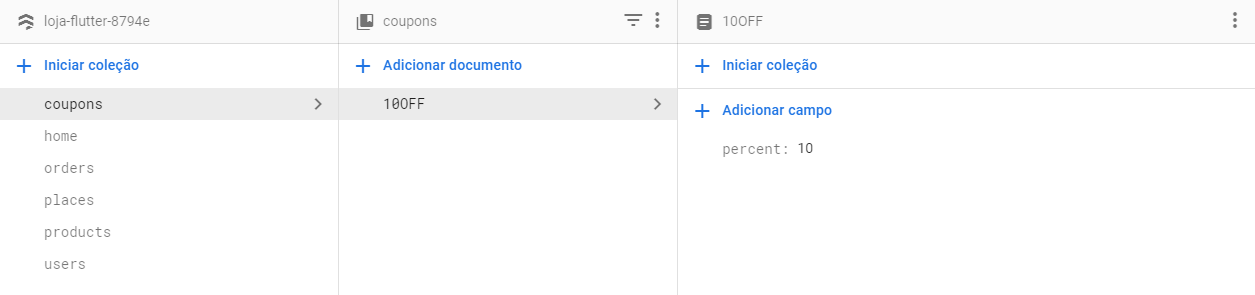 loja-flutter-8794e
coupons
10OFF
Iniciar coleção
Adicionar documento
Iniciar coleção
coupons
10OFF
Adicionar campo
home
percent: 10
orders
places
products
users